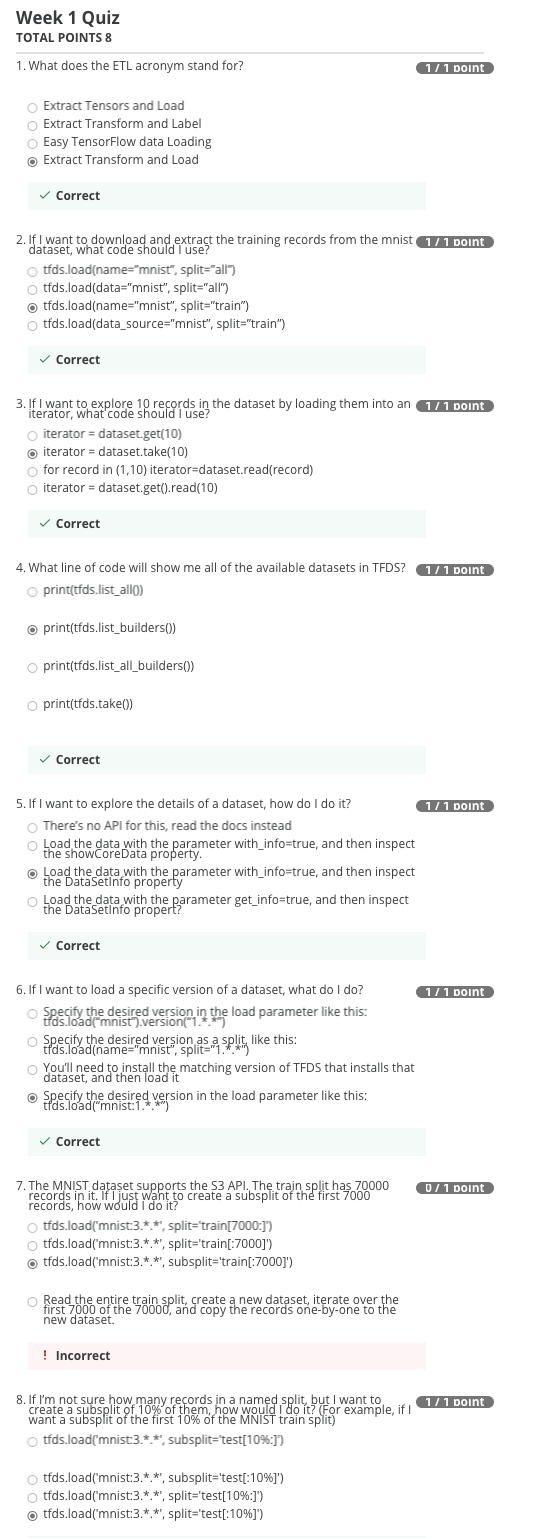 Week 1 Quiz
TOTAL POINTS 8
1. What does the ETL acronym stand for?
1 / 1 point
Extract Tensors and Load
Extract Transform and Label
Easy TensorFlow data Loading
Extract Transform and Load
Correct
2. If I want to download and extract the training records from the mnist
dataset, what code should I use?
1 / 1 point
tfds.load(name=”mnist”, split=”all”)
tfds.load(data=”mnist”, split=”all”)
tfds.load(name=”mnist”, split=”train”)
tfds.load(data_source=”mnist”, split=”train”)
Correct
3. If I want to explore 10 records in the dataset by loading them into an
iterator, what code should I use?
1 / 1 point
iterator = dataset.get(10)
iterator = dataset.take(10)
for record in (1,10) iterator=dataset.read(record)
iterator = dataset.get().read(10)
Correct
4. What line of code will show me all of the available datasets in TFDS?
1 / 1 point
print(tfds.list_all())
print(tfds.list_builders())
print(tfds.list_all_builders())
print(tfds.take())
Correct
5. If I want to explore the details of a dataset, how do I do it?
1 / 1 point
There’s no API for this, read the docs instead
Load the data with the parameter with_info=true, and then inspect
the showCoreData property.
Load the data with the parameter with_info=true, and then inspect
the DataSetInfo property
Load the data with the parameter get_info=true, and then inspect
the DataSetInfo propert?
Correct
6. If I want to load a specific version of a dataset, what do I do?
1 / 1 point
Specify the desired version in the load parameter like this:
tfds.load(“mnist”).version(“1.*.*”)
Specify the desired version as a split, like this:
tfds.load(name=”mnist”, split=”1.*.*”)
You’ll need to install the matching version of TFDS that installs that
dataset, and then load it
Specify the desired version in the load parameter like this:
tfds.load(“mnist:1.*.*”)
Correct
7. The MNIST dataset supports the S3 API. The train split has 70000
records in it. If I just want to create a subsplit of the first 7000
records, how would I do it?
0 / 1 point
tfds.load('mnist:3.*.*', split='train[7000:]')
tfds.load('mnist:3.*.*', split='train[:7000]')
tfds.load('mnist:3.*.*', subsplit='train[:7000]')
Read the entire train split, create a new dataset, iterate over the
first 7000 of the 70000, and copy the records one-by-one to the
new dataset.
! Incorrect
8. If I’m not sure how many records in a named split, but I want to
create a subsplit of 10% of them, how would I do it? (For example, if I
want a subsplit of the first 10% of the MNIST train split)
1 / 1 point
tfds.load('mnist:3.*.*', subsplit='test[10%:]')
tfds.load('mnist:3.*.*', subsplit='test[:10%]')
tfds.load('mnist:3.*.*', split='test[10%:]')
tfds.load('mnist:3.*.*', split='test[:10%]')